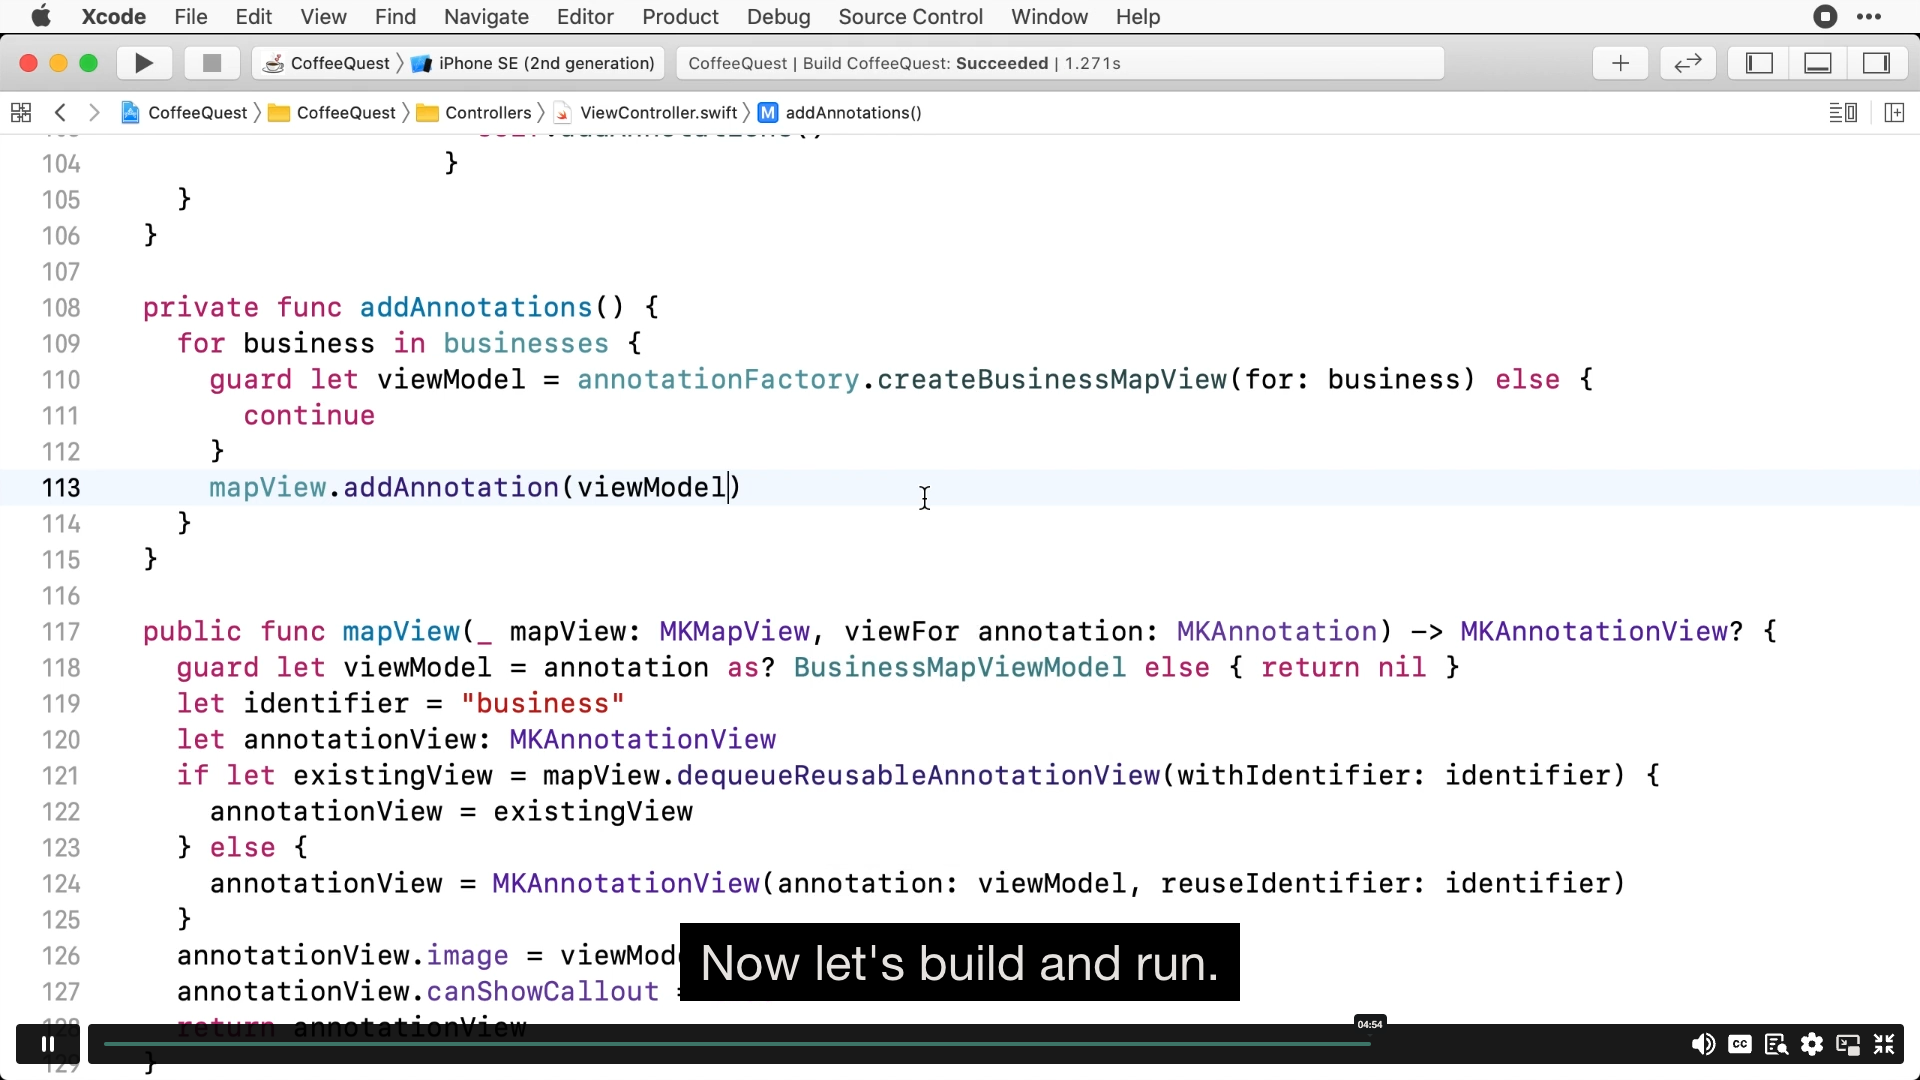 Xcode File Edit View Find Navigate Editor Product Debug Source Control Window Help
CoffeeQuest iPhone SE (2nd generation) CoffeeQuest | Build CoffeeQuest: Succeeded | 1.271s
CoffeeQuest CoffeeQuest Controllers ViewController.swift M addAnnotations()
104 }
105 }
106 }
107
108 private func addAnnotations() {
109 for business in businesses {
110 guard let viewModel = annotationFactory.createBusinessMapView(for: business) else {
111 continue
112 }
113 mapView.addAnnotation(viewModel)
114 }
115 }
116
117 public func mapView(_ mapView: MKMapView, viewFor annotation: MKAnnotation) -> MKAnnotationView? {
118 guard let viewModel = annotation as? BusinessMapViewModel else { return nil }
119 let identifier = "business"
120 let annotationView: MKAnnotationView
121 if let existingView = mapView.dequeueReusableAnnotationView(withIdentifier: identifier) {
122 annotationView = existingView
123 } else {
124 annotationView = MKAnnotationView(annotation: viewModel, reuseIdentifier: identifier)
125 }
126 annotationView.image =
127 annotationView.canShowCallout
Now let's build and run.
128 return annotationView
04:54
CC
129 }